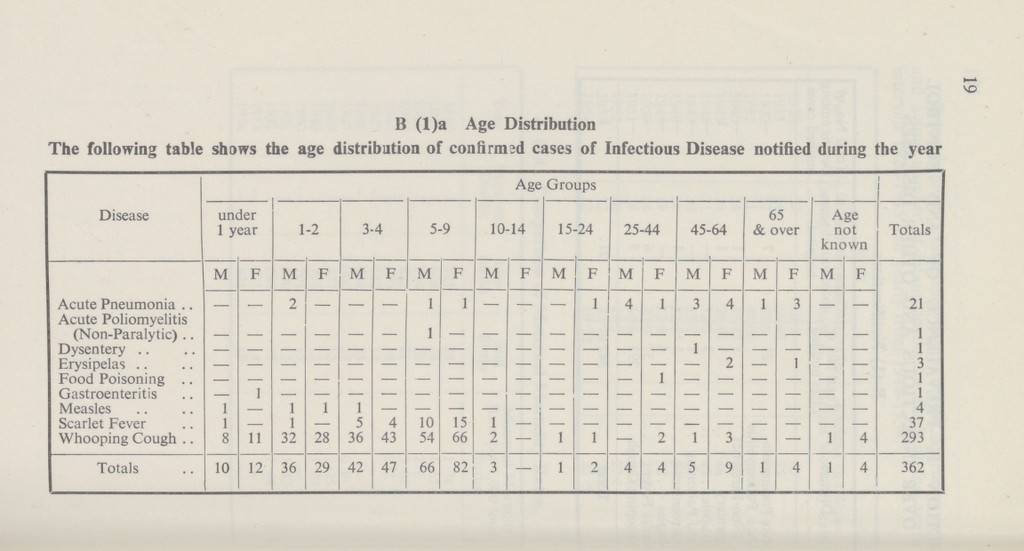 19
B (1)a Age Distribution
The following table shows the age distribution of confirmed cases of Infectious Disease notified during the year
Age Groups
Disease under 1 year 1-2 3-4 5-9 10-14 15-24 25-44 45-64 65 & over Age not known Totals
M F M F M F M F M F M F M F M F M F M F
Acute Pneumonia .. — — 2 — — — 1 1 — — — 1 4 1 3 4 1 3 — — 21
Acute Poliomyelitis
(Non-Paralytic) .. — — — — — — 1 — — — — — — — — — — — — — 1
Dysentery .. .. — — — — — — — — — — — — — — 1 — — — — — 1
Erysipelas .. .. — — — — — — — — — — — — — — — 2 — 1 — — 3
Food Poisoning .. — — — — — — — — — — — — — 1 — — — — — — 1
Gastroenteritis .. — 1 — — — — — — — — — — — — — — — — — — 1
Measles .. .. 1 — 1 1 1 — — — — — — — — — — — — — — — 4
Scarlet Fever .. 1 — 1 — 5 4 10 15 1 — — — — — — — — — — — 37
Whooping Cough .. 8 11 32 28 36 43 54 66 2 — 1 1 — 2 1 3 — — 1 4 293
Totals .. 10 12 36 29 42 47 66 82 3 — 1 2 4 4 5 9 1 4 1 4 362